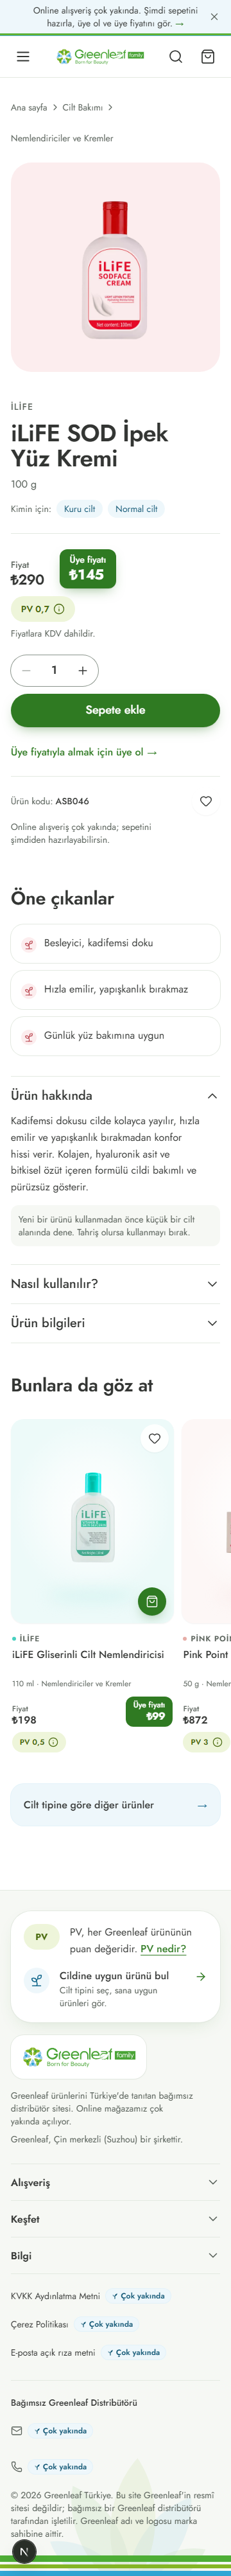 Online alışveriş çok yakında. Şimdi sepetini
hazırla, üye ol ve üye fiyatını gör. →
Greenleaf family
Born for Beauty
Ana sayfa > Cilt Bakımı >
Nemlendiriciler ve Kremler
iLiFE
SODFACE
CREAM
Net content: 100ml
İLİFE
iLiFE SOD İpek
Yüz Kremi
100 g
Kimin için: Kuru cilt Normal cilt
Fiyat
₺290
Üye fiyatı
₺145
PV 0,7
Fiyatlara KDV dahildir.
— 1 +
Sepete ekle
Üye fiyatıyla almak için üye ol →
Ürün kodu: ASB046
Online alışveriş çok yakında; sepetini
şimdiden hazırlayabilirsin.
Öne çıkanlar
Besleyici, kadifemsi doku
Hızla emilir, yapışkanlık bırakmaz
Günlük yüz bakımına uygun
Ürün hakkında
Kadifemsi dokusu cilde kolayca yayılır, hızla
emilir ve yapışkanlık bırakmadan konfor
hissi verir. Kolajen, hyaluronik asit ve
bitkisel özüt içeren formülü cildi bakımlı ve
pürüzsüz gösterir.
Yeni bir ürünü kullanmadan önce küçük bir cilt
alanında dene. Tahriş olursa kullanmayı bırak.
Nasıl kullanılır?
Ürün bilgileri
Bunlara da göz at
iLiFE
İLİFE
iLiFE Gliserinli Cilt Nemlendiricisi
110 ml · Nemlendiriciler ve Kremler
Fiyat
₺198
Üye fiyatı
₺99
PV 0,5
PİNK POİ
Pink Point
50 g · Nemler
Fiyat
₺872
PV 3
Cilt tipine göre diğer ürünler →
PV
PV, her Greenleaf ürününün
puan değeridir. PV nedir?
Cildine uygun ürünü bul →
Cilt tipini seç, sana uygun
ürünleri gör.
Greenleaf family
Born for Beauty
Greenleaf ürünlerini Türkiye'de tanıtan bağımsız
distribütör sitesi. Online mağazamız çok
yakında açılıyor.
Greenleaf, Çin merkezli (Suzhou) bir şirkettir.
Alışveriş
Keşfet
Bilgi
KVKK Aydınlatma Metni Çok yakında
Çerez Politikası Çok yakında
E-posta açık rıza metni Çok yakında
Bağımsız Greenleaf Distribütörü
Çok yakında
Çok yakında
© 2026 Greenleaf Türkiye. Bu site Greenleaf'in resmî
sitesi değildir; bağımsız bir Greenleaf distribütörü
tarafından işletilir. Greenleaf adı ve logosu marka
sahibine aittir.
N